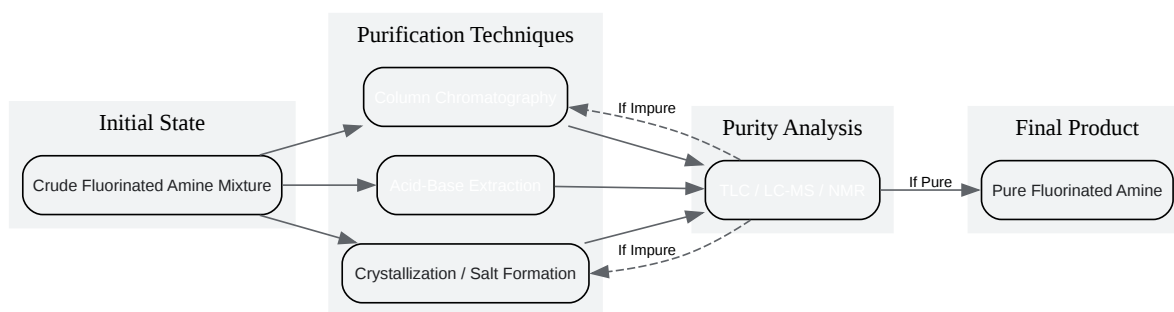 Purification Techniques
Column Chromatography
If Impure
Initial State
Purity Analysis
Final Product
Crude Fluorinated Amine Mixture
Acid-Base Extraction
TLC / LC-MS / NMR
If Pure
Pure Fluorinated Amine
If Impure
Crystallization / Salt Formation